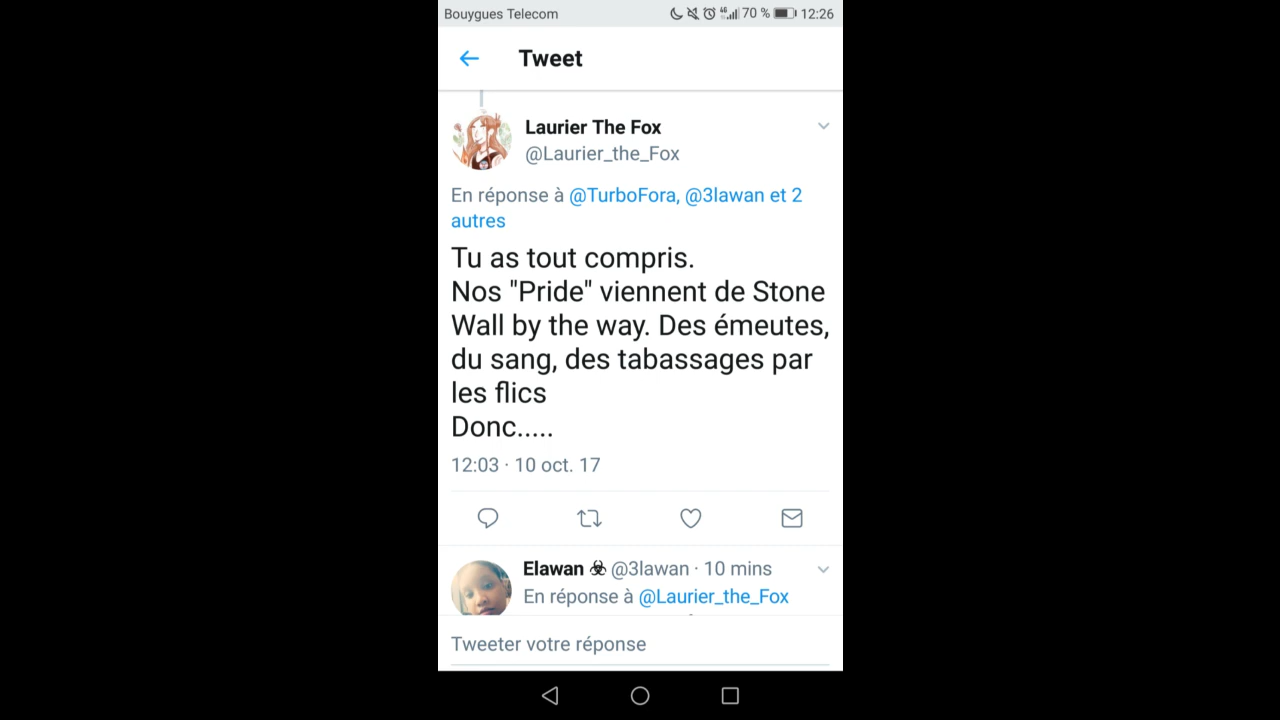 Bouygues Telecom 4G 70 % 12:26
Tweet
Laurier The Fox
@Laurier_the_Fox
En réponse à @TurboFora, @3lawan et 2
autres
Tu as tout compris.
Nos "Pride" viennent de Stone
Wall by the way. Des émeutes,
du sang, des tabassages par
les flics
Donc.....
12:03 · 10 oct. 17
Elawan ☣ @3lawan · 10 mins
En réponse à @Laurier_the_Fox
Tweeter votre réponse